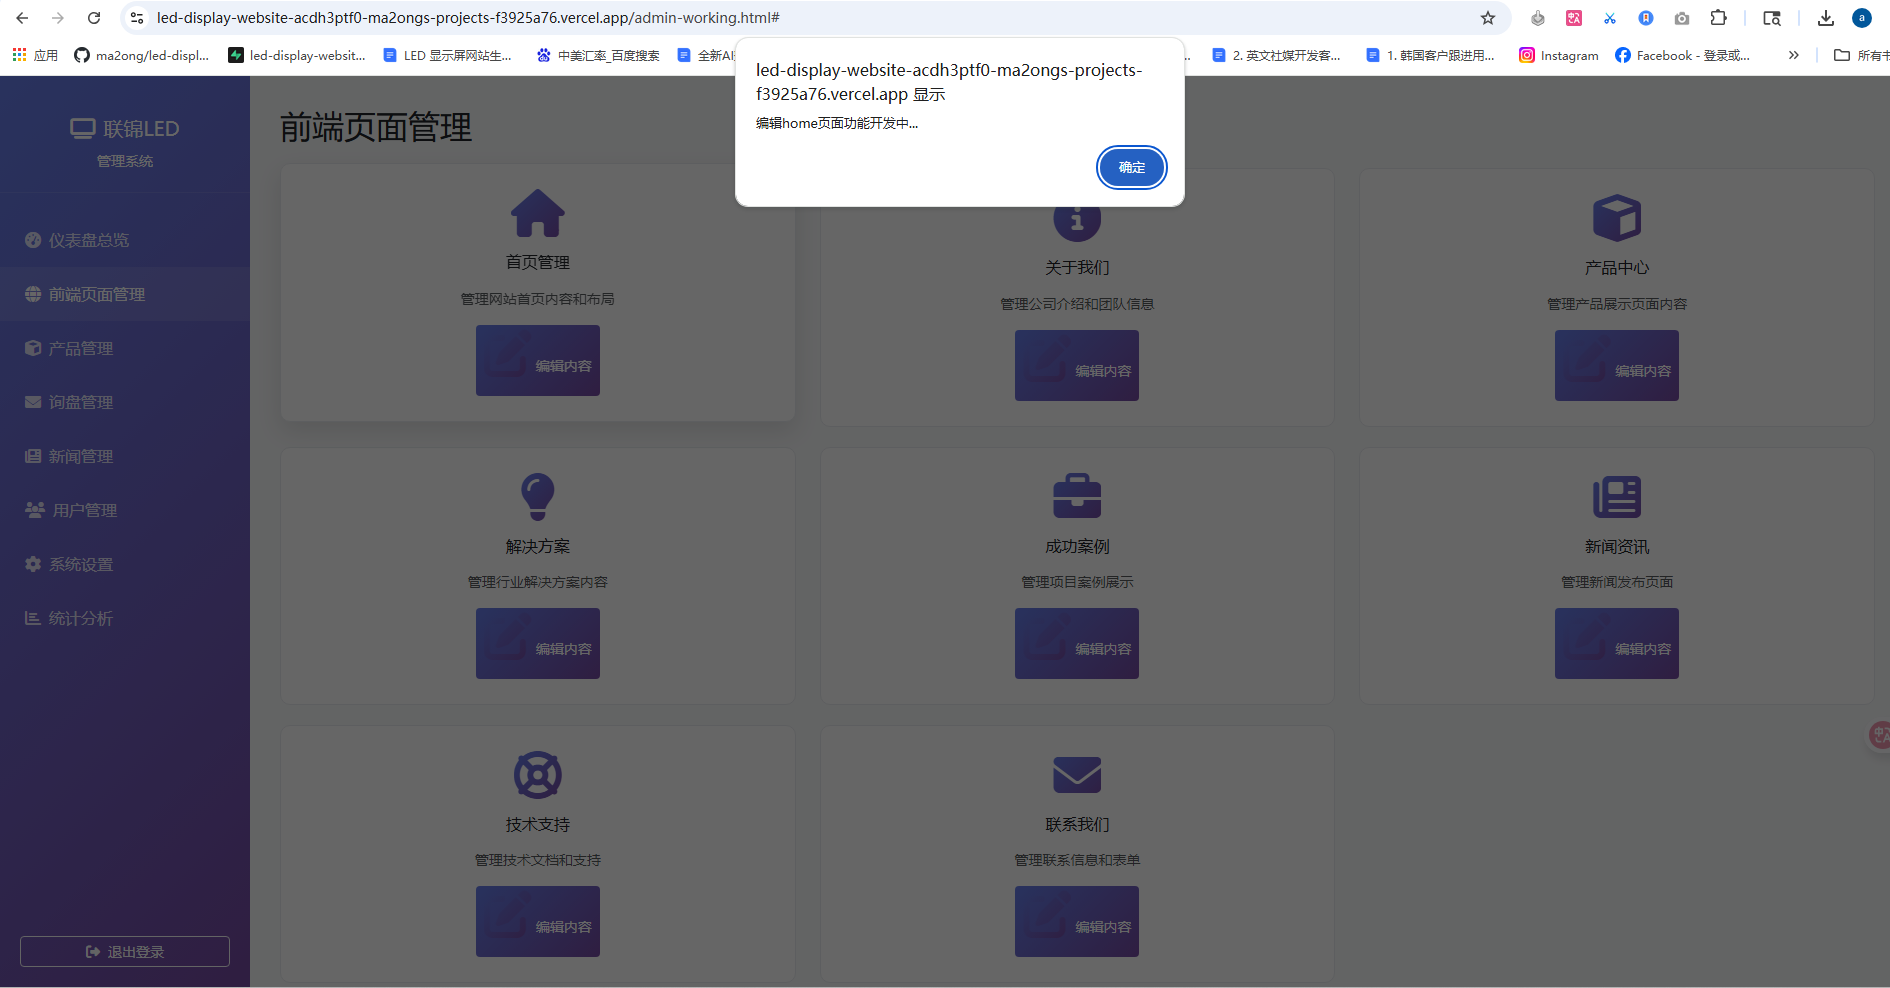 led-display-website-acdh3ptf0-ma2ongs-projects-f3925a76.vercel.app/admin-working.html#
a
应用
ma2ong/led-displ...
led-display-websit...
LED 显示屏网站生...
中美汇率_百度搜索
全新AI
2. 英文社媒开发客...
1. 韩国客户跟进用...
Instagram
Facebook - 登录或...
所有书
led-display-website-acdh3ptf0-ma2ongs-projects-
f3925a76.vercel.app 显示
编辑home页面功能开发中...
确定
联锦LED
管理系统
仪表盘总览
前端页面管理
产品管理
询盘管理
新闻管理
用户管理
系统设置
统计分析
退出登录
前端页面管理
首页管理
管理网站首页内容和布局
编辑内容
关于我们
管理公司介绍和团队信息
编辑内容
产品中心
管理产品展示页面内容
编辑内容
解决方案
管理行业解决方案内容
编辑内容
成功案例
管理项目案例展示
编辑内容
新闻资讯
管理新闻发布页面
编辑内容
技术支持
管理技术文档和支持
编辑内容
联系我们
管理联系信息和表单
编辑内容